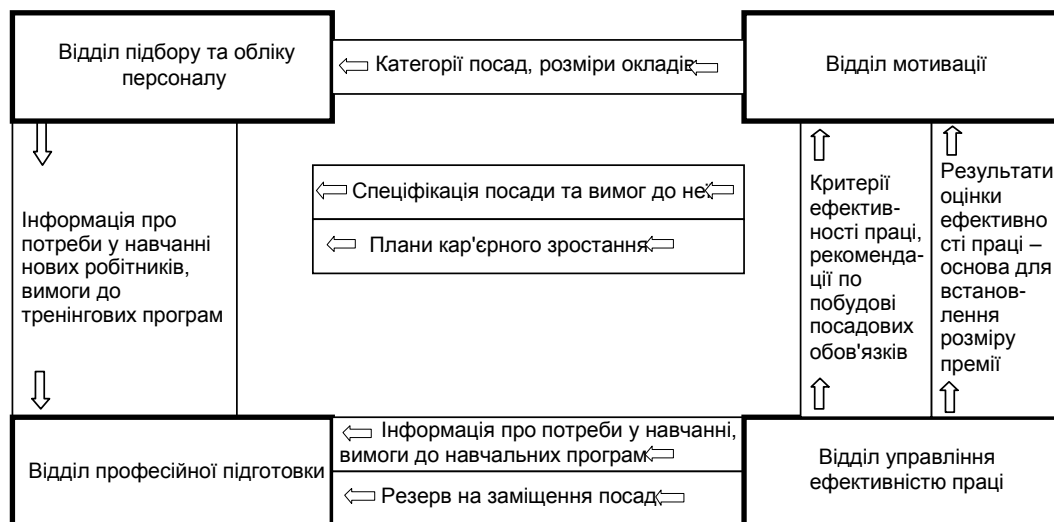 Відділ підбору та обліку
персоналу
Категорії посад, розміри окладів
Відділ мотивації
Спеціфікація посади та вимог до неї
Плани кар'єрного зростання
Інформація про
потреби у навчанні
нових робітників,
вимоги до
тренінгових програм
Критерії
ефектив-
ності праці,
рекоменда-
ції по
побудові
посадових
обов'язків
Результати
оцінки
ефективно
сті праці –
основа для
встанов-
лення
розміру
премії
Відділ професійної підготовки
Інформація про потреби у навчанні,
вимоги до навчальних програм
Резерв на заміщення посад
Відділ управління
ефективністю праці